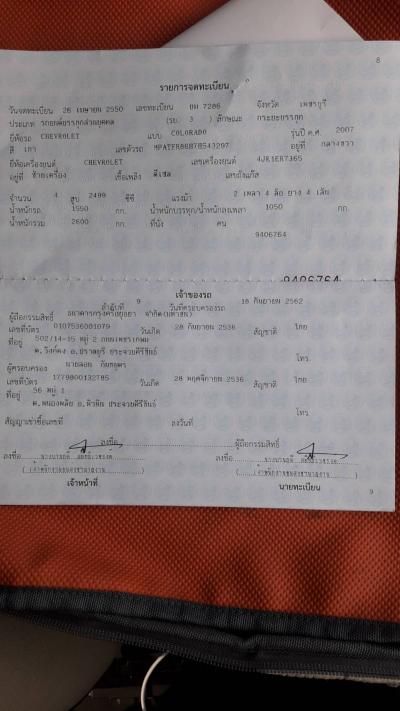 8
รายการจดทะเบียน
วันจดทะเบียน 26 เมษายน 2550 เลขทะเบียน 7286 จังหวัด เพชรบุรี
ประเภท รถยนต์บรรทุกส่วนบุคคล (รย. 3 ) ลักษณะ กระบะบรรทุก
ยี่ห้อรถ CHEVROLET แบบ COLORADO รุ่นปี ค.ศ. 2007
สี เทา เลขตัวรถ อยู่ที่ กลางขวา
ยี่ห้อเครื่องยนต์ CHEVROLET เลขเครื่องยนต์ 4JK1ER7365
อยู่ที่ ซ้ายเครื่อง เชื้อเพลิง ดีเซล เลขถังแก๊ส
จำนวน 4 สูบ 2499 ซีซี แรงม้า 2 เพลา 4 ล้อ ยาง 4 เส้น
น้ำหนักรถ 1550 กก. น้ำหนักบรรทุก/น้ำหนักลงเพลา 1050 กก.
น้ำหนักรวม 2600 กก. ที่นั่ง คน
9406764
9406764
เจ้าของรถ
ลำดับที่ 9 วันที่ครอบครองรถ 18 กันยายน 2562
ผู้ถือกรรมสิทธิ์ ธนาคารกรุงศรีอยุธยา จำกัด(มหาชน)
เลขที่บัตร 0107536001079 วันเกิด 28 กันยายน 2536 สัญชาติ ไทย
ที่อยู่ 502/14-15 หมู่ 2 ถนนเพชรเกษม
ต.วังก์พง อ.ปราณบุรี ประจวบคีรีขันธ์
โทร.
ผู้ครอบครอง
เลขที่บัตร 1779800132785 วันเกิด 28 พฤศจิกายน 2536 สัญชาติ ไทย
ที่อยู่ 56 หมู่ 1
ต.หนองพลับ อ.หัวหิน ประจวบคีรีขันธ์
โทร.
สัญญาเช่าซื้อเลขที่ ลงวันที่
ลงชื่อ ผู้ถือกรรมสิทธิ์
ลงชื่อ ลงชื่อ
เจ้าหน้าที่ นายทะเบียน
9